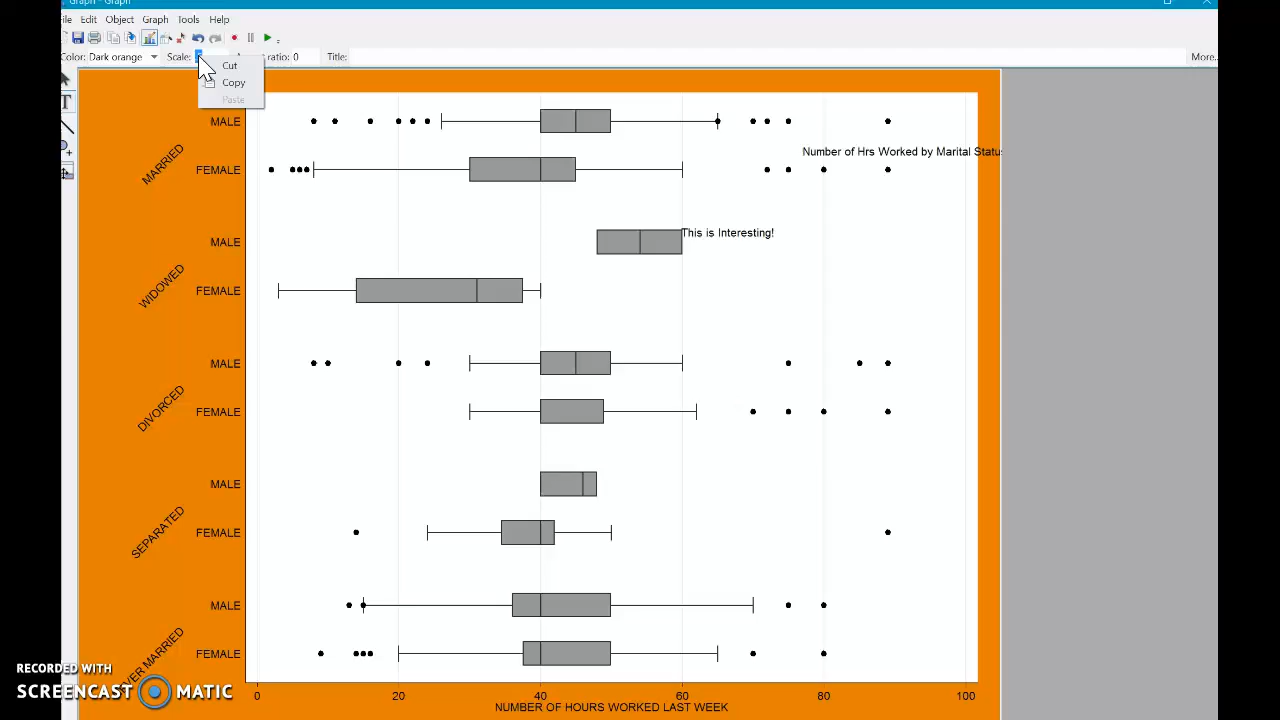 Graph - Graph
ile Edit Object Graph Tools Help
Color: Dark orange Scale: ratio: 0 Title: More..
Cut
Copy
Paste
MALE
Number of Hrs Worked by Marital Statu
MARRIED
FEMALE
This is Interesting!
MALE
WIDOWED
FEMALE
MALE
DIVORCED
FEMALE
MALE
SEPARATED
FEMALE
MALE
VER MARRIED
FEMALE
0 20 40 60 80 100
NUMBER OF HOURS WORKED LAST WEEK
RECORDED WITH
SCREENCAST MATIC